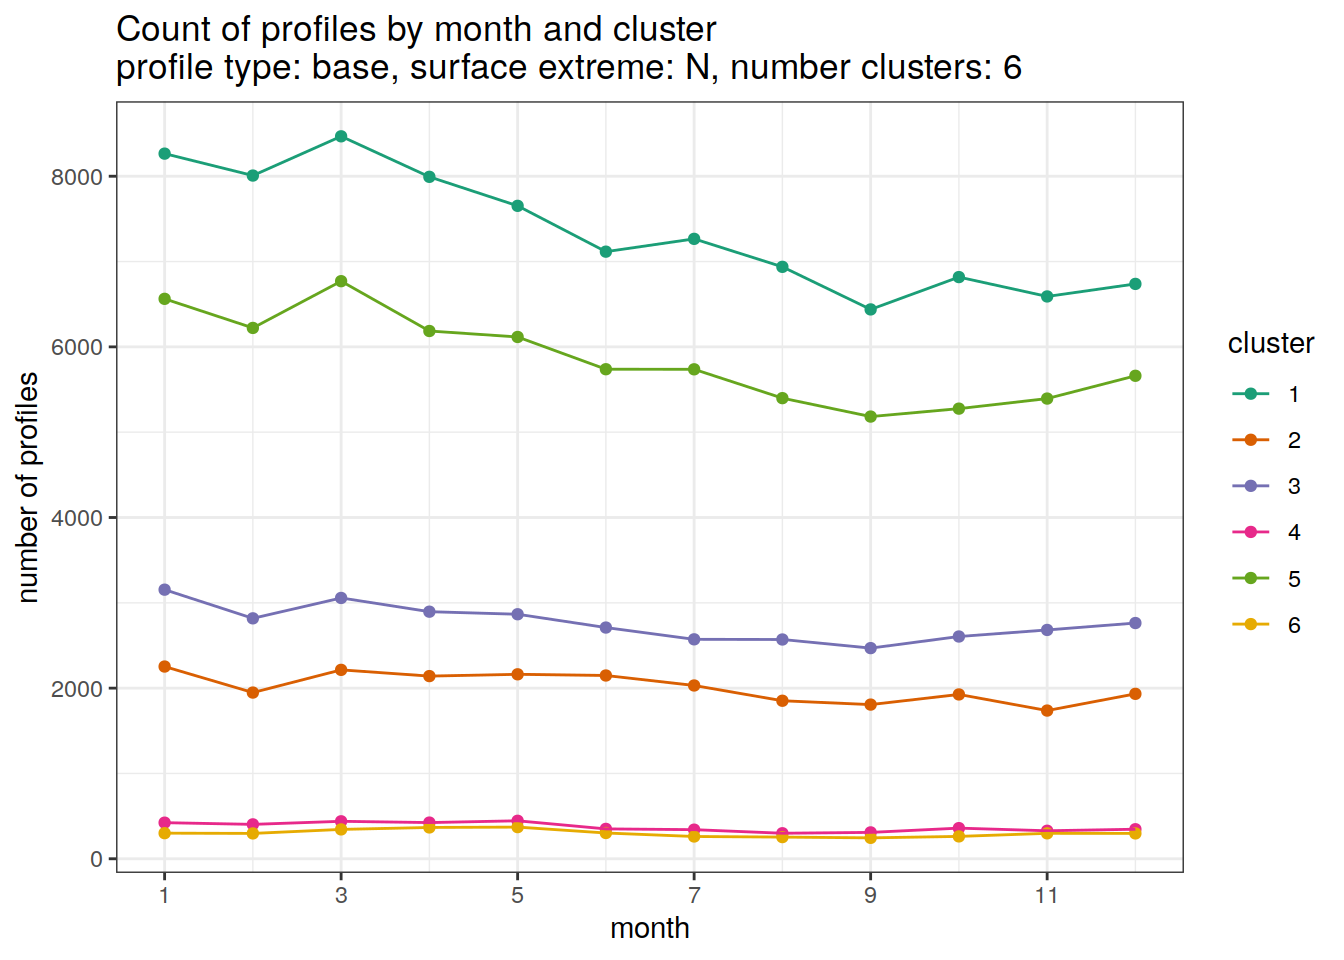 Count of profiles by month and cluster
profile type: base, surface extreme: N, number clusters: 6
number of profiles
8000
6000
4000
2000
0
1 3 5 7 9 11
month
cluster
1
2
3
4
5
6